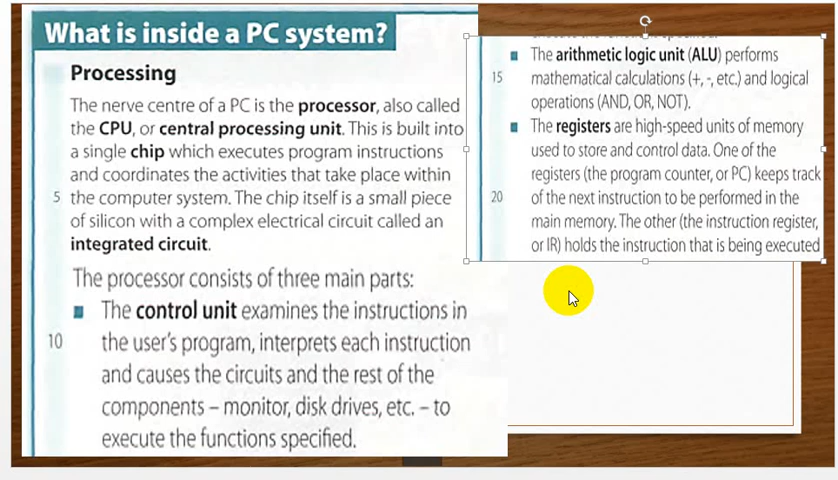 What is inside a PC system?
Processing
The nerve centre of a PC is the processor, also called
the CPU, or central processing unit. This is built into
a single chip which executes program instructions
and coordinates the activities that take place within
5 the computer system. The chip itself is a small piece
of silicon with a complex electrical circuit called an
integrated circuit.
The processor consists of three main parts:
■ The control unit examines the instructions in
10 the user's program, interprets each instruction
and causes the circuits and the rest of the
components – monitor, disk drives, etc. – to
execute the functions specified.
■ The arithmetic logic unit (ALU) performs
15 mathematical calculations (+, -, etc.) and logical
operations (AND, OR, NOT).
■ The registers are high-speed units of memory
used to store and control data. One of the
registers (the program counter, or PC) keeps track
20 of the next instruction to be performed in the
main memory. The other (the instruction register,
or IR) holds the instruction that is being executed